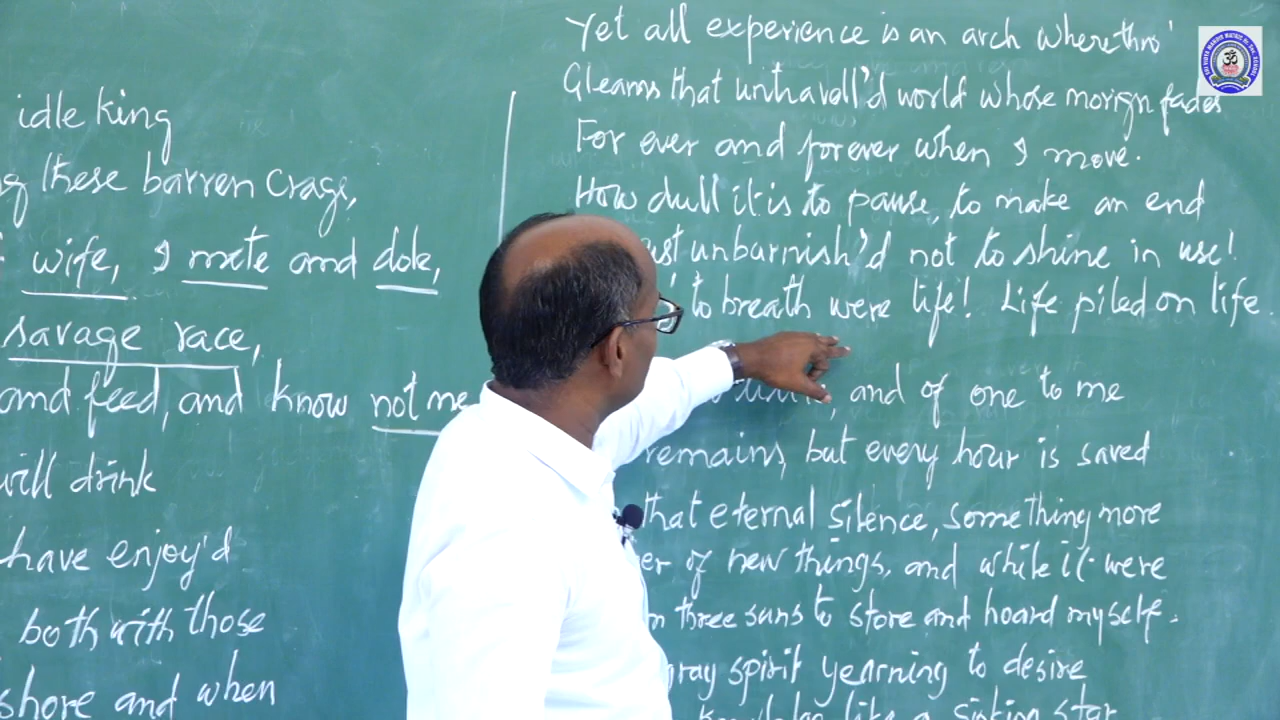 idle king
these barren Crags,
wife, I mete and dole,
savage race,
and feed, and know not me
will drink
have enjoy'd
both with those
shore and when
Yet all experience is an arch wherethro'
Gleams that untravell'd world whose morign fades
For ever and forever when I move.
How dull it is to pause, to make an end
unburnish'd not to shine in use!
to breath were life! Life piled on life.
, and of one to me
remains, but every hour is saved
that eternal silence, something more
of new things, and while it were
three suns to store and hoard myself.
gray spirit yearning to desire
knowledge like a sinking star